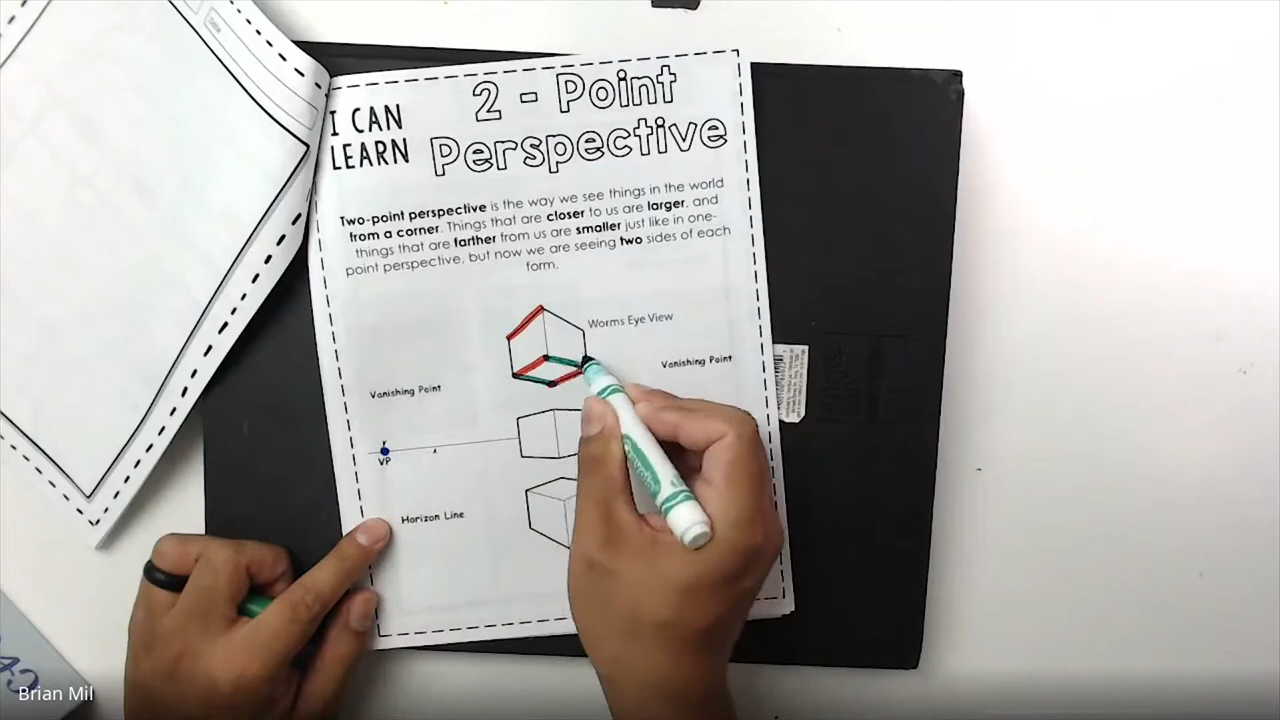 I CAN
LEARN
2 - Point
Perspective
Two-point perspective is the way we see things in the world
from a corner. Things that are closer to us are larger, and
things that are farther from us are smaller just like in one-
point perspective, but now we are seeing two sides of each
form.
Worms Eye View
Vanishing Point
Vanishing Point
VP
Horizon Line
Brian Mil